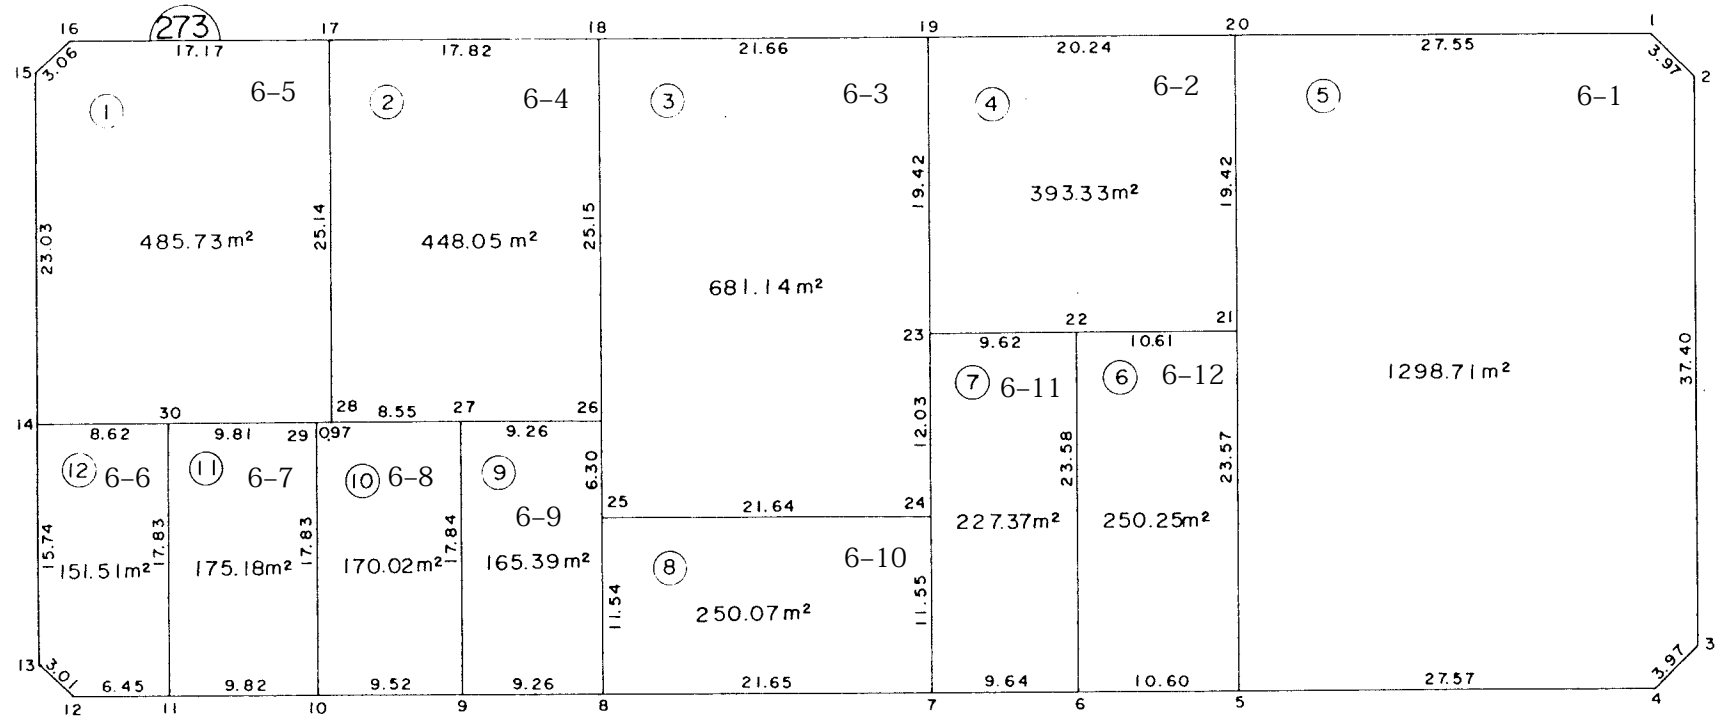 273
16 17 18 19 20 1
17.17 17.82 21.66 20.24 27.55
15 3.06 3.97 2
① 6-5 ② 6-4 ③ 6-3 ④ 6-2 ⑤ 6-1
19.42 19.42
393.33m²
23.03 25.14 25.15
485.73m² 448.05m²
681.14m²
23 22 21
9.62 10.61
37.40
⑦ 6-11 ⑥ 6-12
1298.71m²
14 30 28 8.55 27 26
8.62 9.81 29 0.97 9.26
12.03 23.58 23.57
⑫ 6-6 ⑪ 6-7 ⑩ 6-8 ⑨ 6.30
6-9
25 21.64 24
227.37m² 250.25m²
15.74 17.83 17.83 17.84
151.51m² 175.18m² 170.02m² 165.39m²
⑧ 6-10
11.54 11.55
250.07m²
13 3.01 3.97 3
6.45 9.82 9.52 9.26 21.65 9.64 10.60 27.57
12 11 10 9 8 7 6 5 4